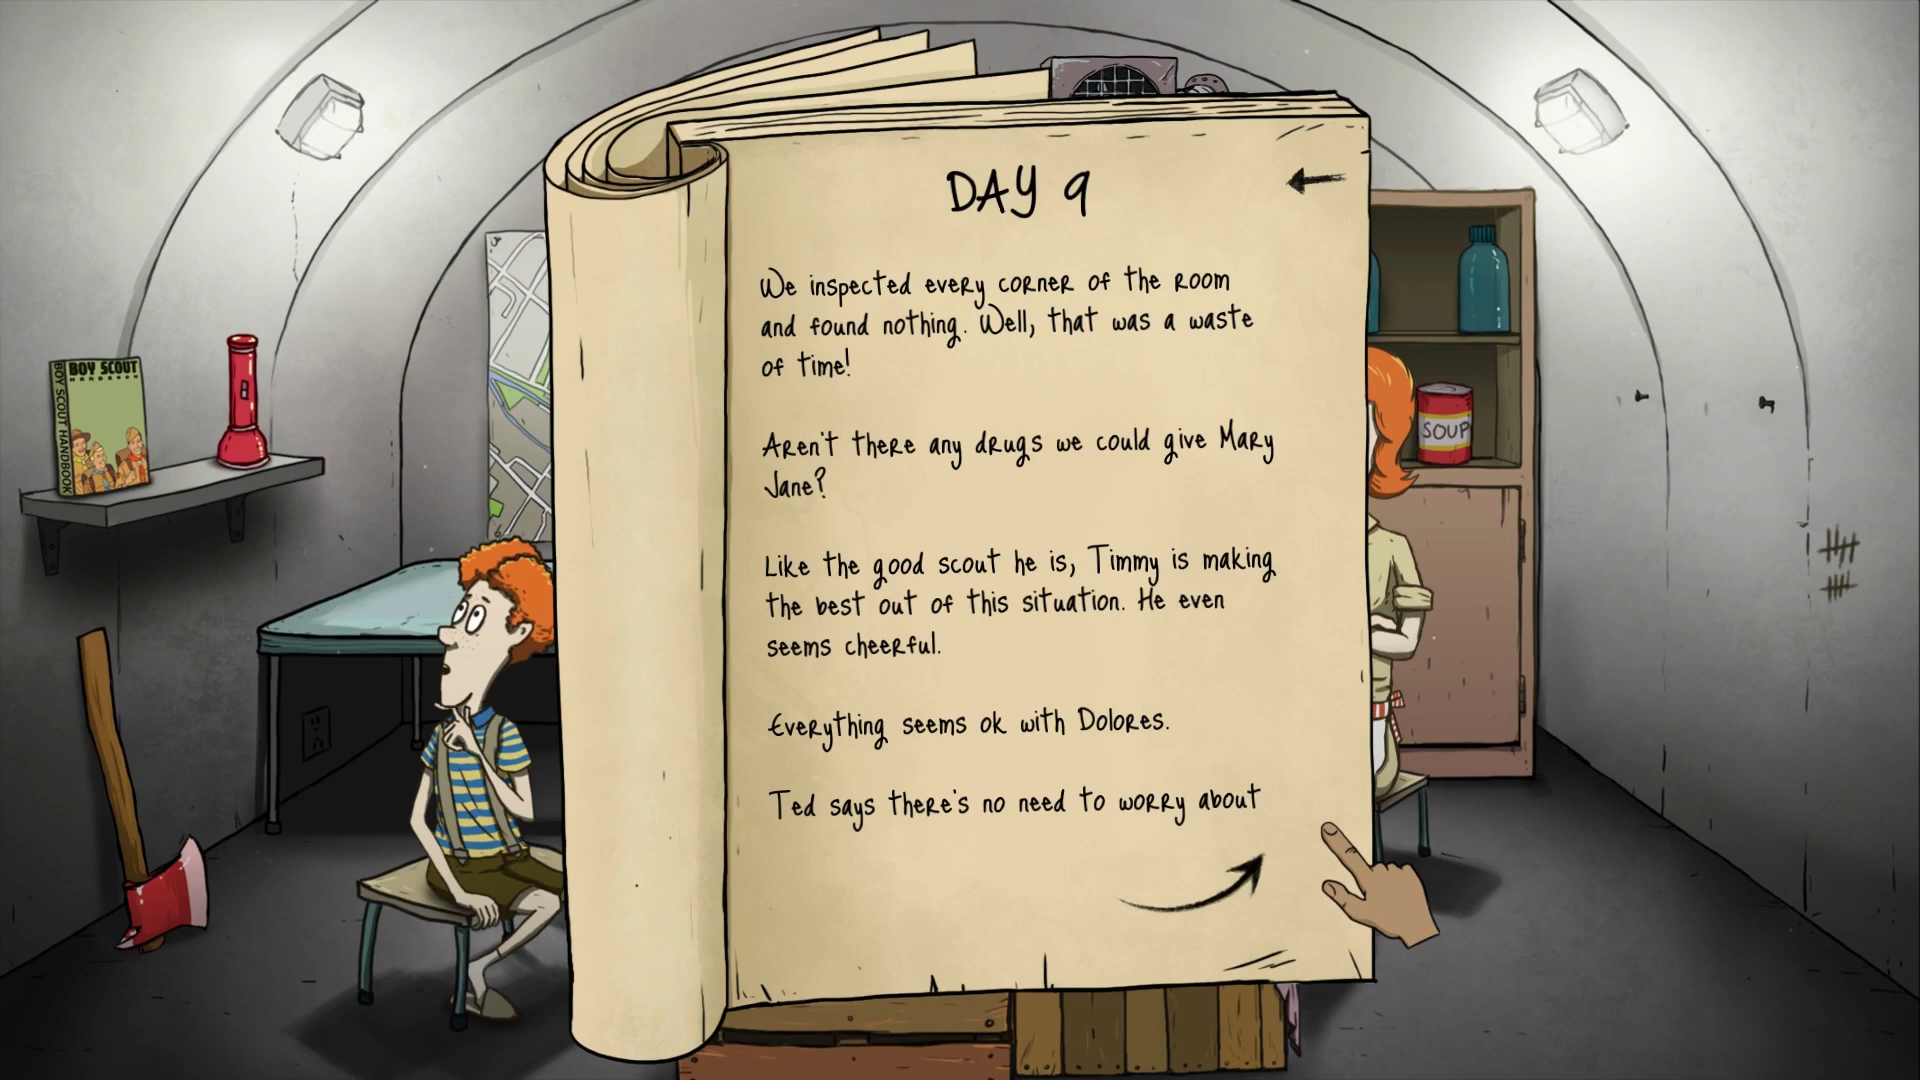 BOY SCOUT
HANDBOOK
BOY SCOUT HANDBOOK
DAY 9
We inspected every corner of the room
and found nothing. Well, that was a waste
of time!
Aren't there any drugs we could give Mary
Jane?
Like the good scout he is, Timmy is making
the best out of this situation. He even
seems cheerful.
Everything seems ok with Dolores.
Ted says there's no need to worry about
SOUP